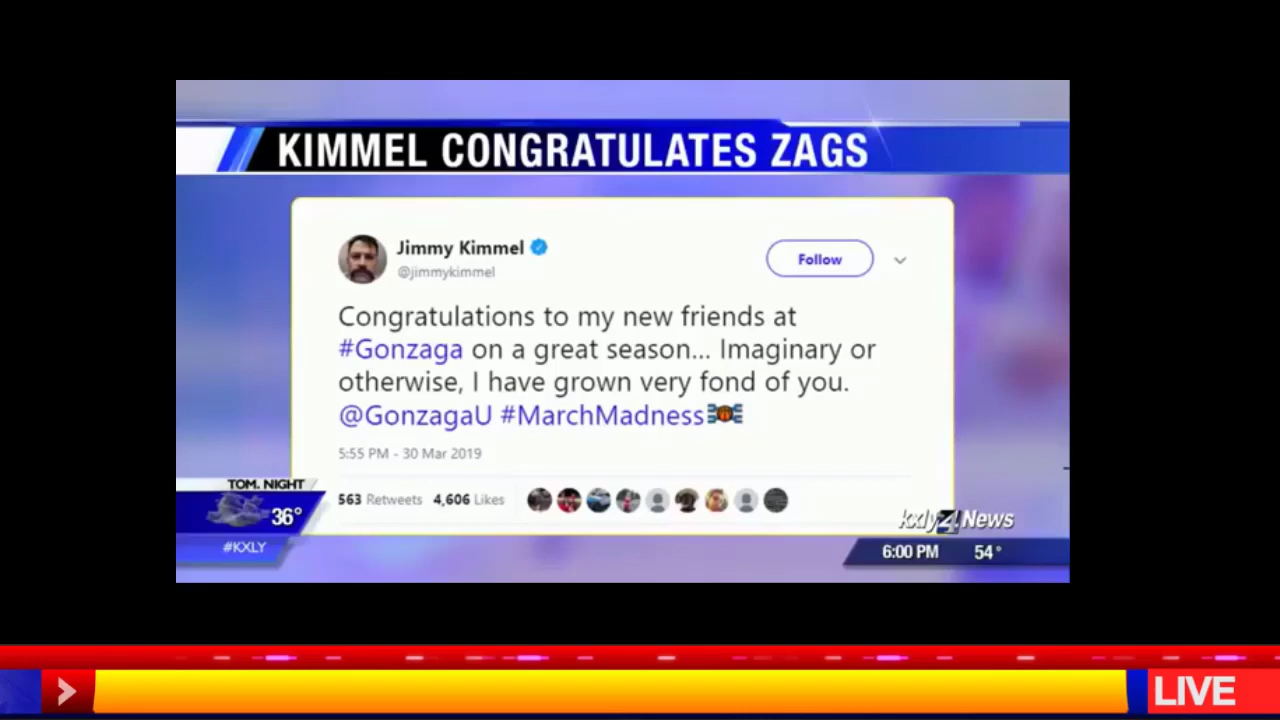 KIMMEL CONGRATULATES ZAGS
Jimmy Kimmel
@jimmykimmel
Follow
Congratulations to my new friends at
#Gonzaga on a great season... Imaginary or
otherwise, I have grown very fond of you.
@GonzagaU #MarchMadness
5:55 PM - 30 Mar 2019
563 Retweets 4,606 Likes
TOM. NIGHT
36°
#KXLY
kxly4 News
6:00 PM 54°
LIVE